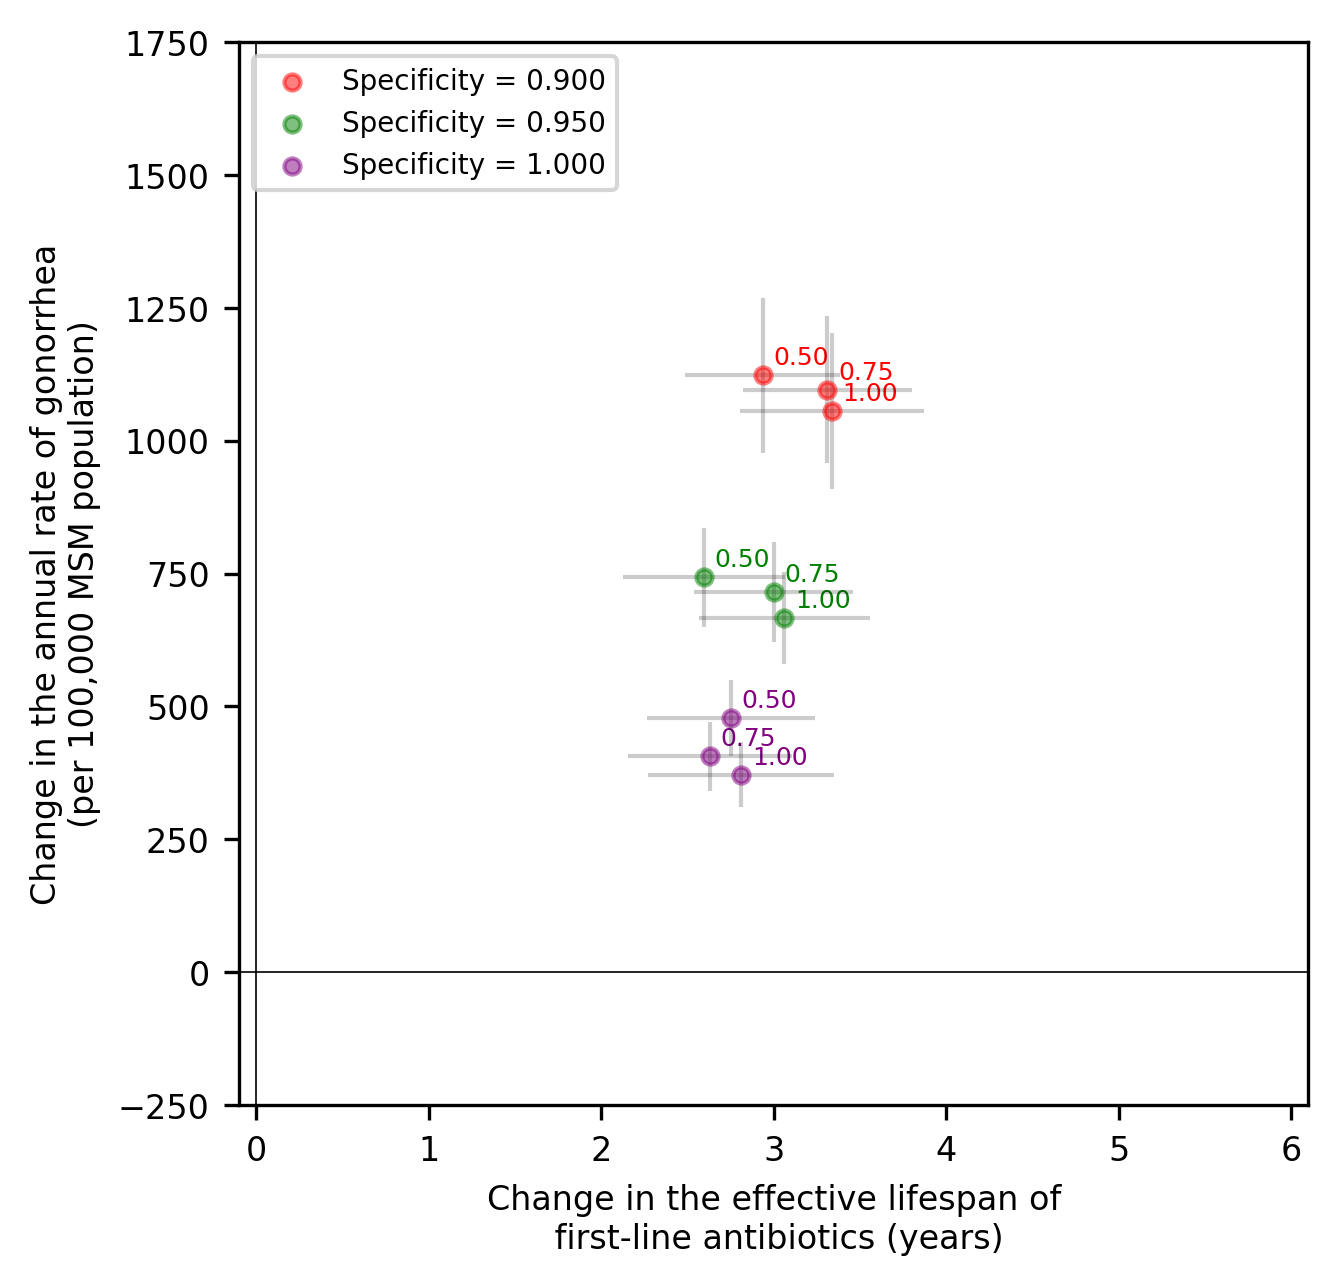 1750
1500
1250
1000
750
500
250
0
−250
Change in the annual rate of gonorrhea
(per 100,000 MSM population)
Specificity = 0.900
Specificity = 0.950
Specificity = 1.000
0.50
0.75
1.00
0.50
0.75
1.00
0.50
0.75
1.00
0 1 2 3 4 5 6
Change in the effective lifespan of
first-line antibiotics (years)